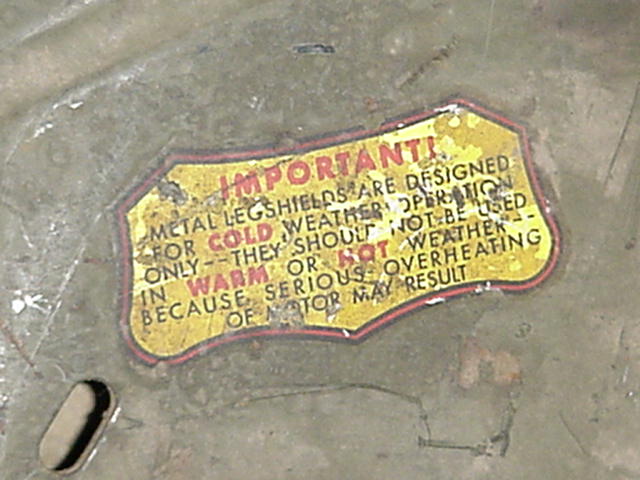 IMPORTANT!
METAL LEGSHIELDS ARE DESIGNED
FOR COLD WEATHER OPERATION
ONLY--THEY SHOULD NOT BE USED
IN WARM OR HOT WEATHER--
BECAUSE SERIOUS OVERHEATING
OF MOTOR MAY RESULT